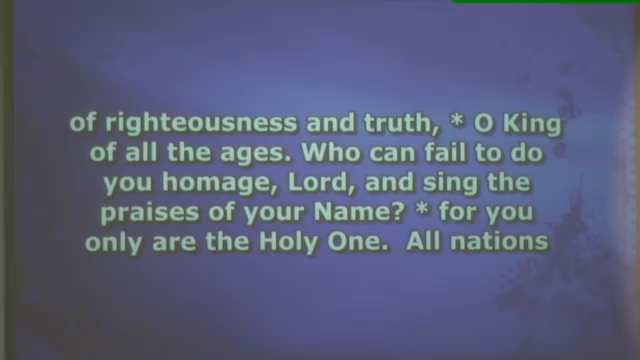 of righteousness and truth, * O King
of all the ages. Who can fail to do
you homage, Lord, and sing the
praises of your Name? * for you
only are the Holy One.  All nations